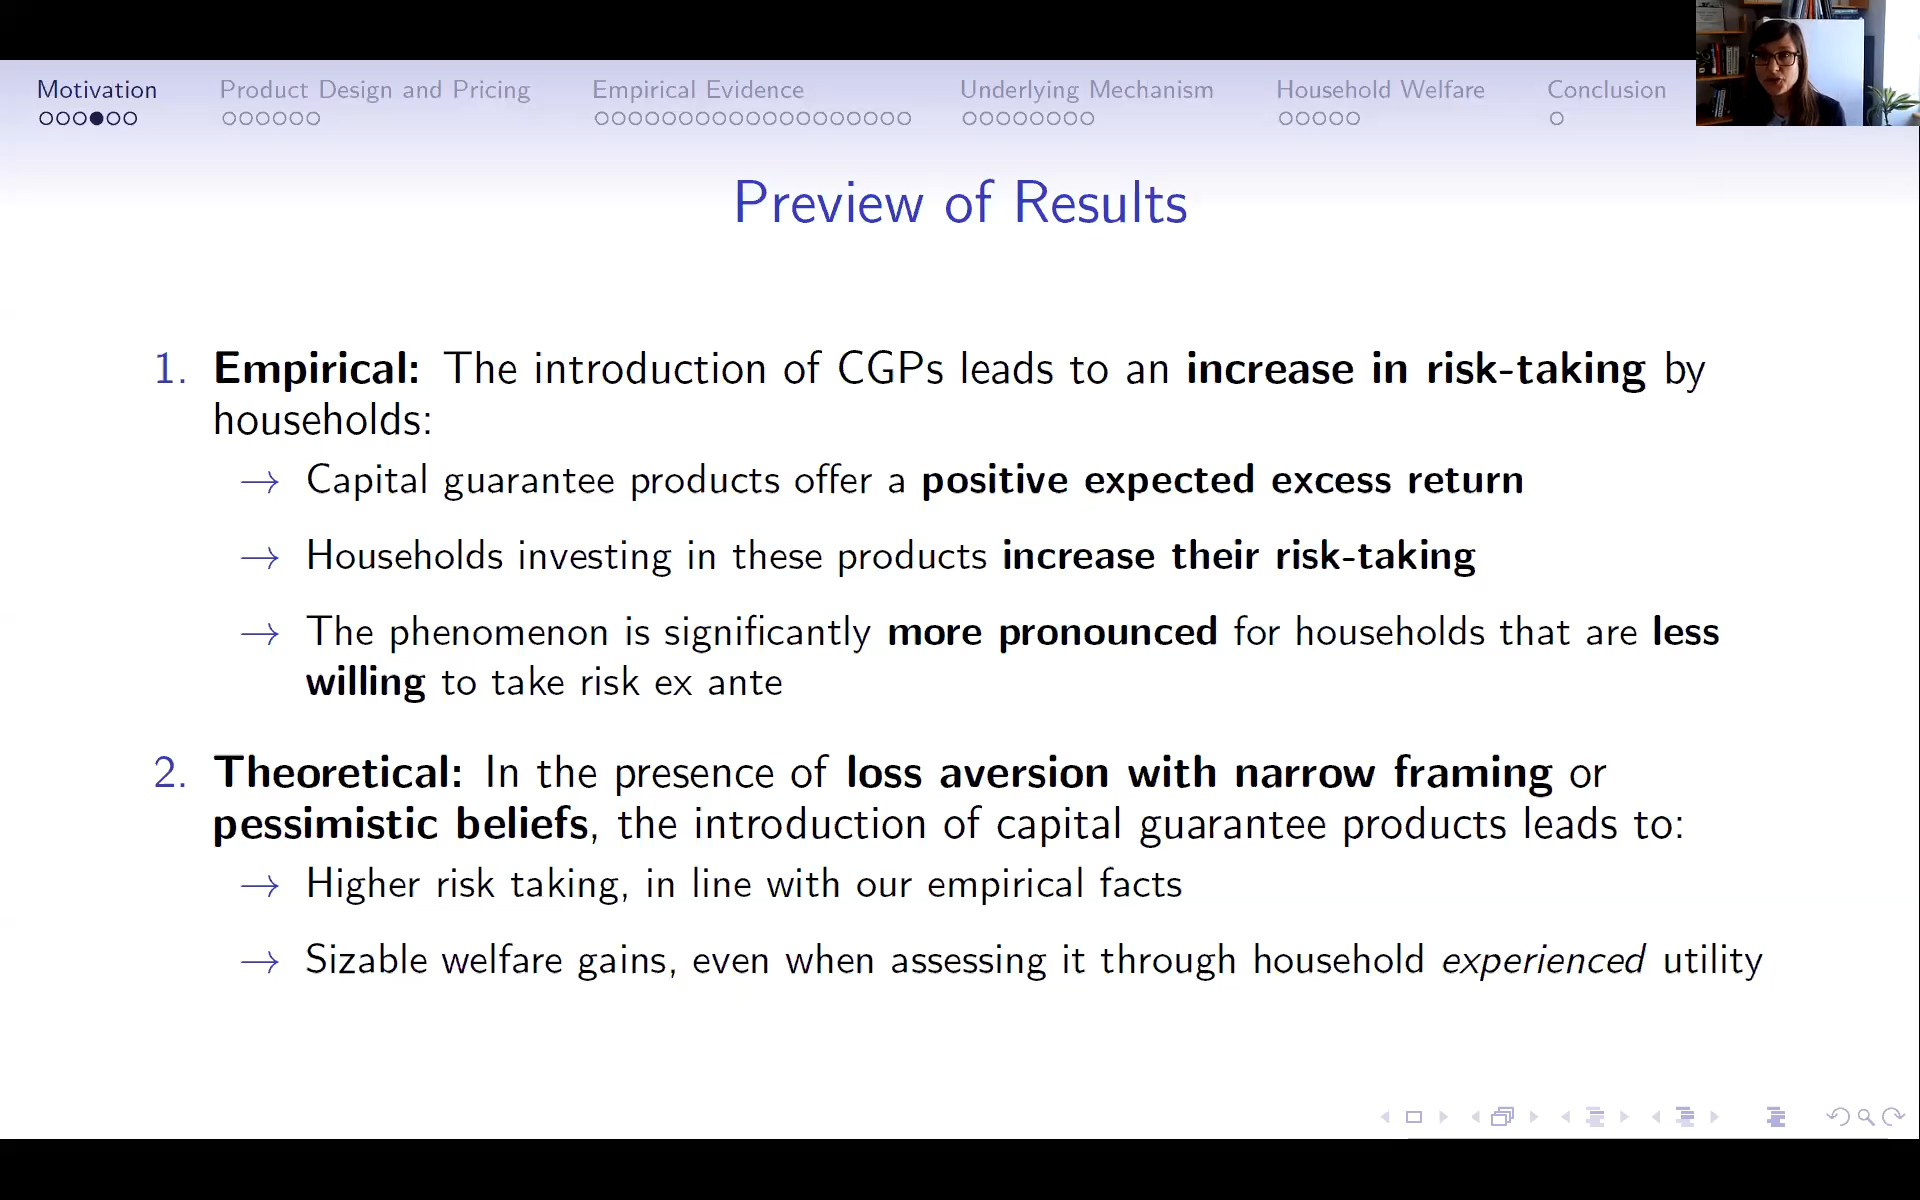 Motivation Product Design and Pricing Empirical Evidence Underlying Mechanism Household Welfare Conclusion
Preview of Results
1. Empirical: The introduction of CGPs leads to an increase in risk-taking by
households:
→ Capital guarantee products offer a positive expected excess return
→ Households investing in these products increase their risk-taking
→ The phenomenon is significantly more pronounced for households that are less
willing to take risk ex ante
2. Theoretical: In the presence of loss aversion with narrow framing or
pessimistic beliefs, the introduction of capital guarantee products leads to:
→ Higher risk taking, in line with our empirical facts
→ Sizable welfare gains, even when assessing it through household experienced utility